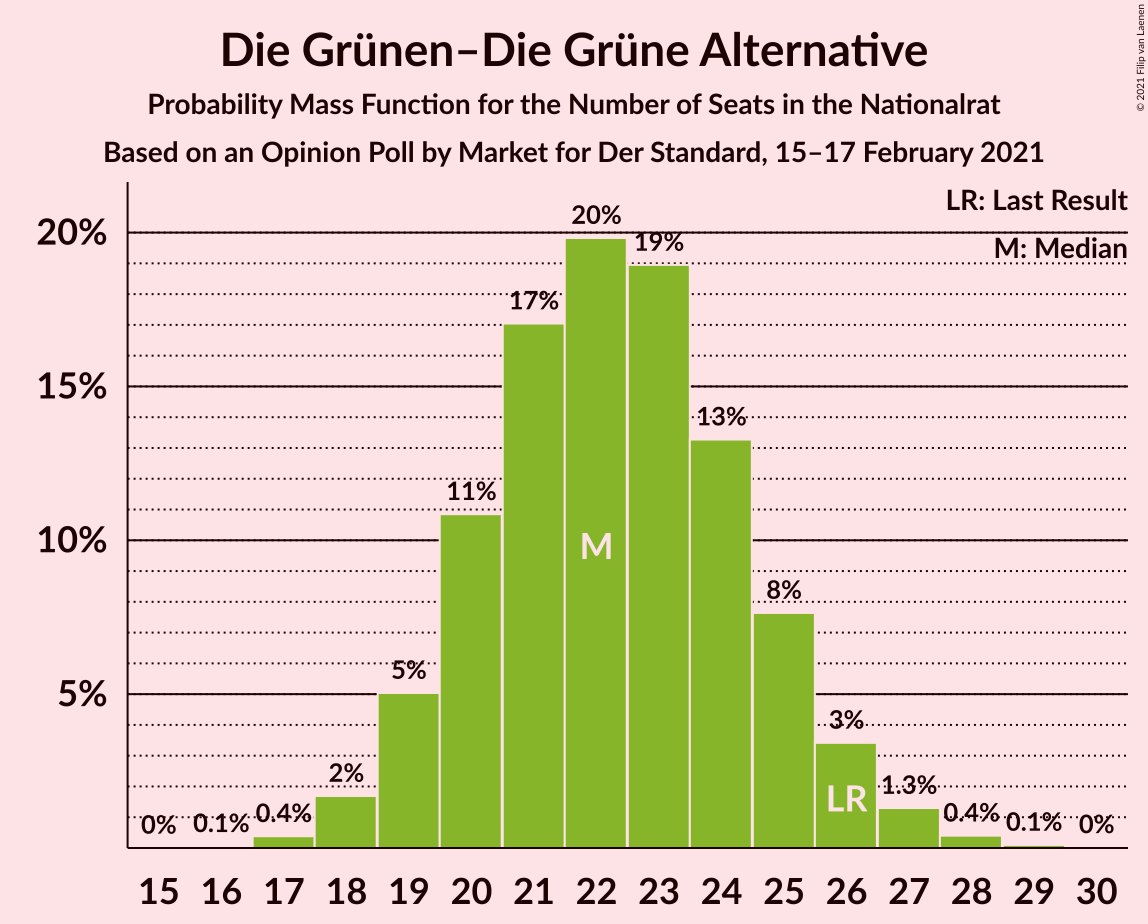 Die Grünen–Die Grüne Alternative
Probability Mass Function for the Number of Seats in the Nationalrat
Based on an Opinion Poll by Market for Der Standard, 15–17 February 2021
© 2021 Filip van Laenen
LR: Last Result
M: Median
20%
15%
10%
5%
0%
0.1%
0.4%
2%
5%
11%
17%
20%
19%
13%
8%
3%
1.3%
0.4%
0.1%
0%
M
LR
15 16 17 18 19 20 21 22 23 24 25 26 27 28 29 30